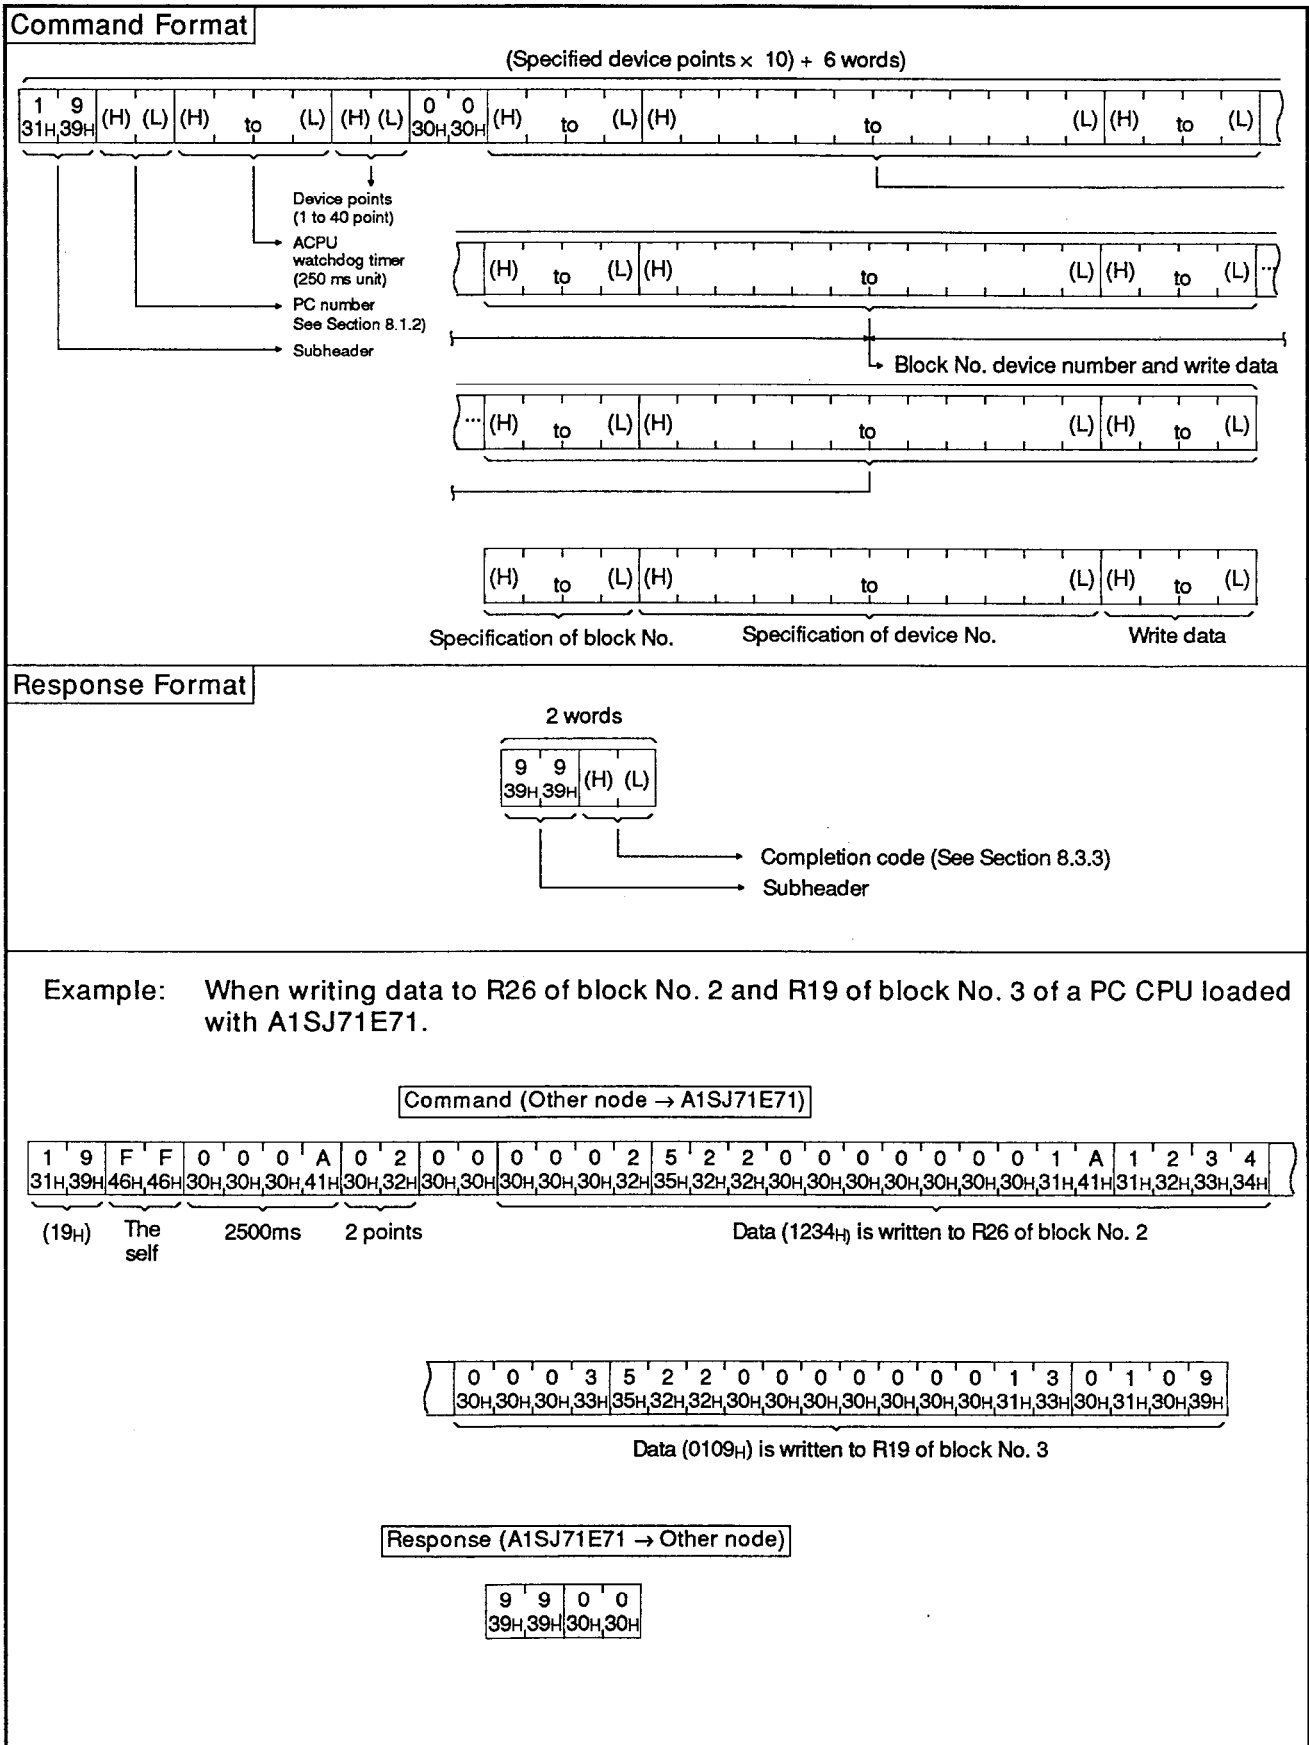 Command Format
(Specified device points × 10) + 6 words)
1 9 (H) (L) (H) to (L) (H) (L) 0 0 (H) to (L) (H) to (L) (H) to (L)
31H 39H 30H 30H
Device points
(1 to 40 point)
ACPU
watchdog timer
(250 ms unit)
PC number
See Section 8.1.2)
Subheader
(H) to (L) (H) to (L) (H) to (L) ...
Block No. device number and write data
... (H) to (L) (H) to (L) (H) to (L)
(H) to (L) (H) to (L) (H) to (L)
Specification of block No. Specification of device No. Write data
Response Format
2 words
9 9 (H) (L)
39H 39H
Completion code (See Section 8.3.3)
Subheader
Example: When writing data to R26 of block No. 2 and R19 of block No. 3 of a PC CPU loaded
with A1SJ71E71.
Command (Other node → A1SJ71E71)
1 9 F F 0 0 0 A 0 2 0 0 0 0 0 2 5 2 2 0 0 0 0 0 0 0 1 A 1 2 3 4
31H 39H 46H 46H 30H 30H 30H 41H 30H 32H 30H 30H 30H 30H 30H 32H 35H 32H 32H 30H 30H 30H 30H 30H 30H 30H 31H 41H 31H 32H 33H 34H
(19H) The 2500ms 2 points Data (1234H) is written to R26 of block No. 2
self
0 0 0 3 5 2 2 0 0 0 0 0 0 0 1 3 0 1 0 9
30H 30H 30H 33H 35H 32H 32H 30H 30H 30H 30H 30H 30H 30H 31H 33H 30H 31H 30H 39H
Data (0109H) is written to R19 of block No. 3
Response (A1SJ71E71 → Other node)
9 9 0 0
39H 39H 30H 30H